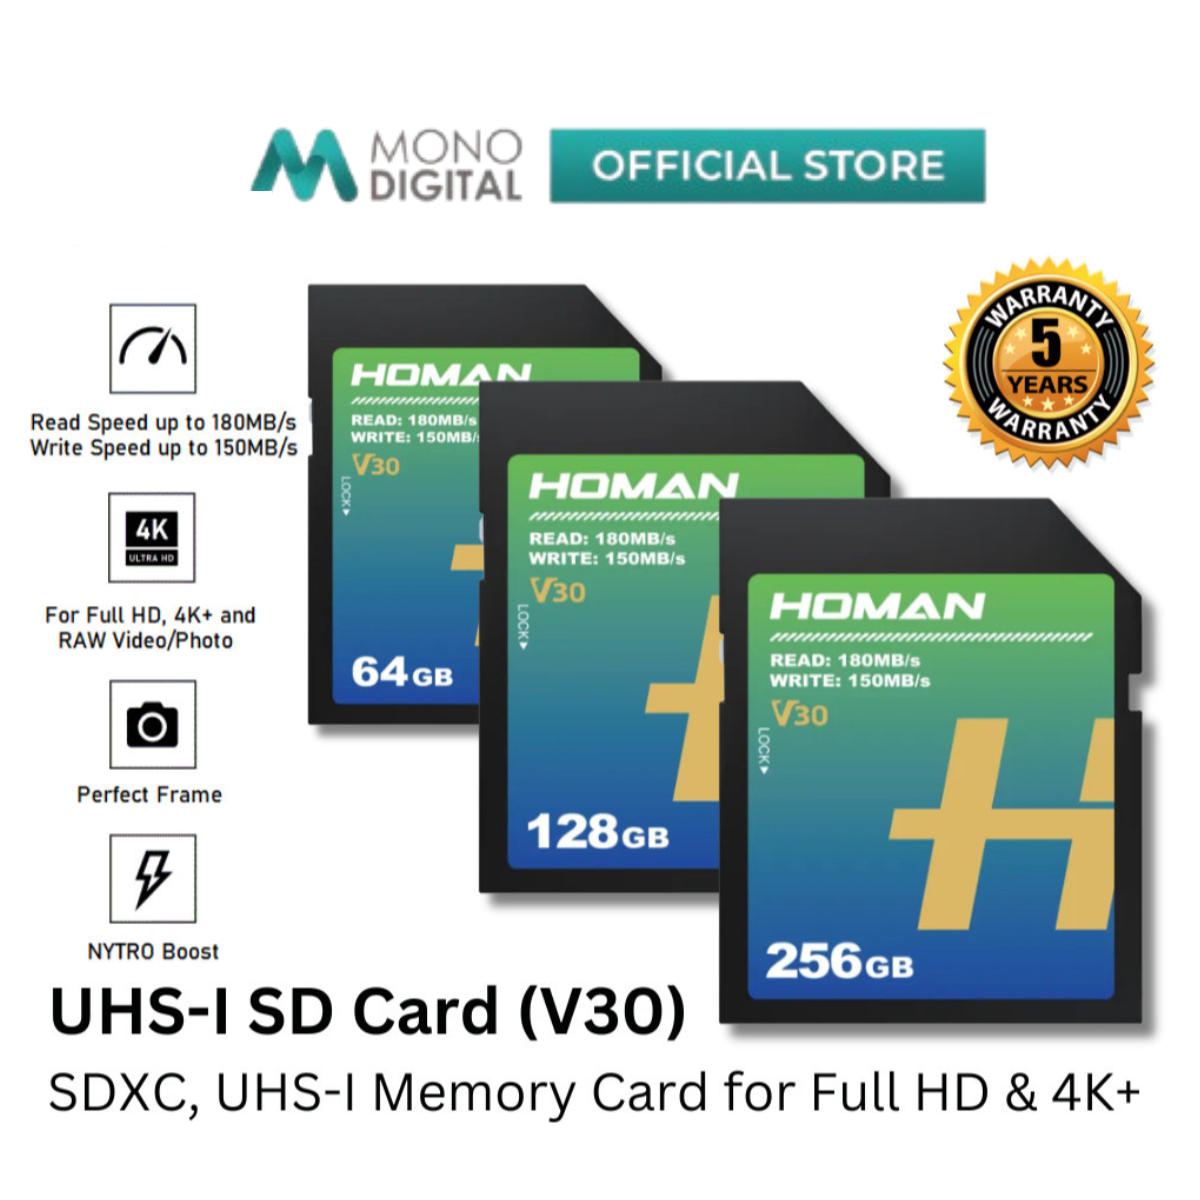 MONO
DIGITAL
OFFICIAL STORE
WARRANTY
5
YEARS
WARRANTY
Read Speed up to 180MB/s
Write Speed up to 150MB/s
4K
ULTRA HD
For Full HD, 4K+ and
RAW Video/Photo
Perfect Frame
NYTRO Boost
HOMAN
READ: 180MB/s
WRITE: 150MB/
V30
LOCK
64GB
HOMAN
READ: 180MB/s
WRITE: 150MB/s
V30
LOCK
128GB
HOMAN
READ: 180MB/s
WRITE: 150MB/s
V30
LOCK
H
256GB
UHS-I SD Card (V30)
SDXC, UHS-I Memory Card for Full HD & 4K+